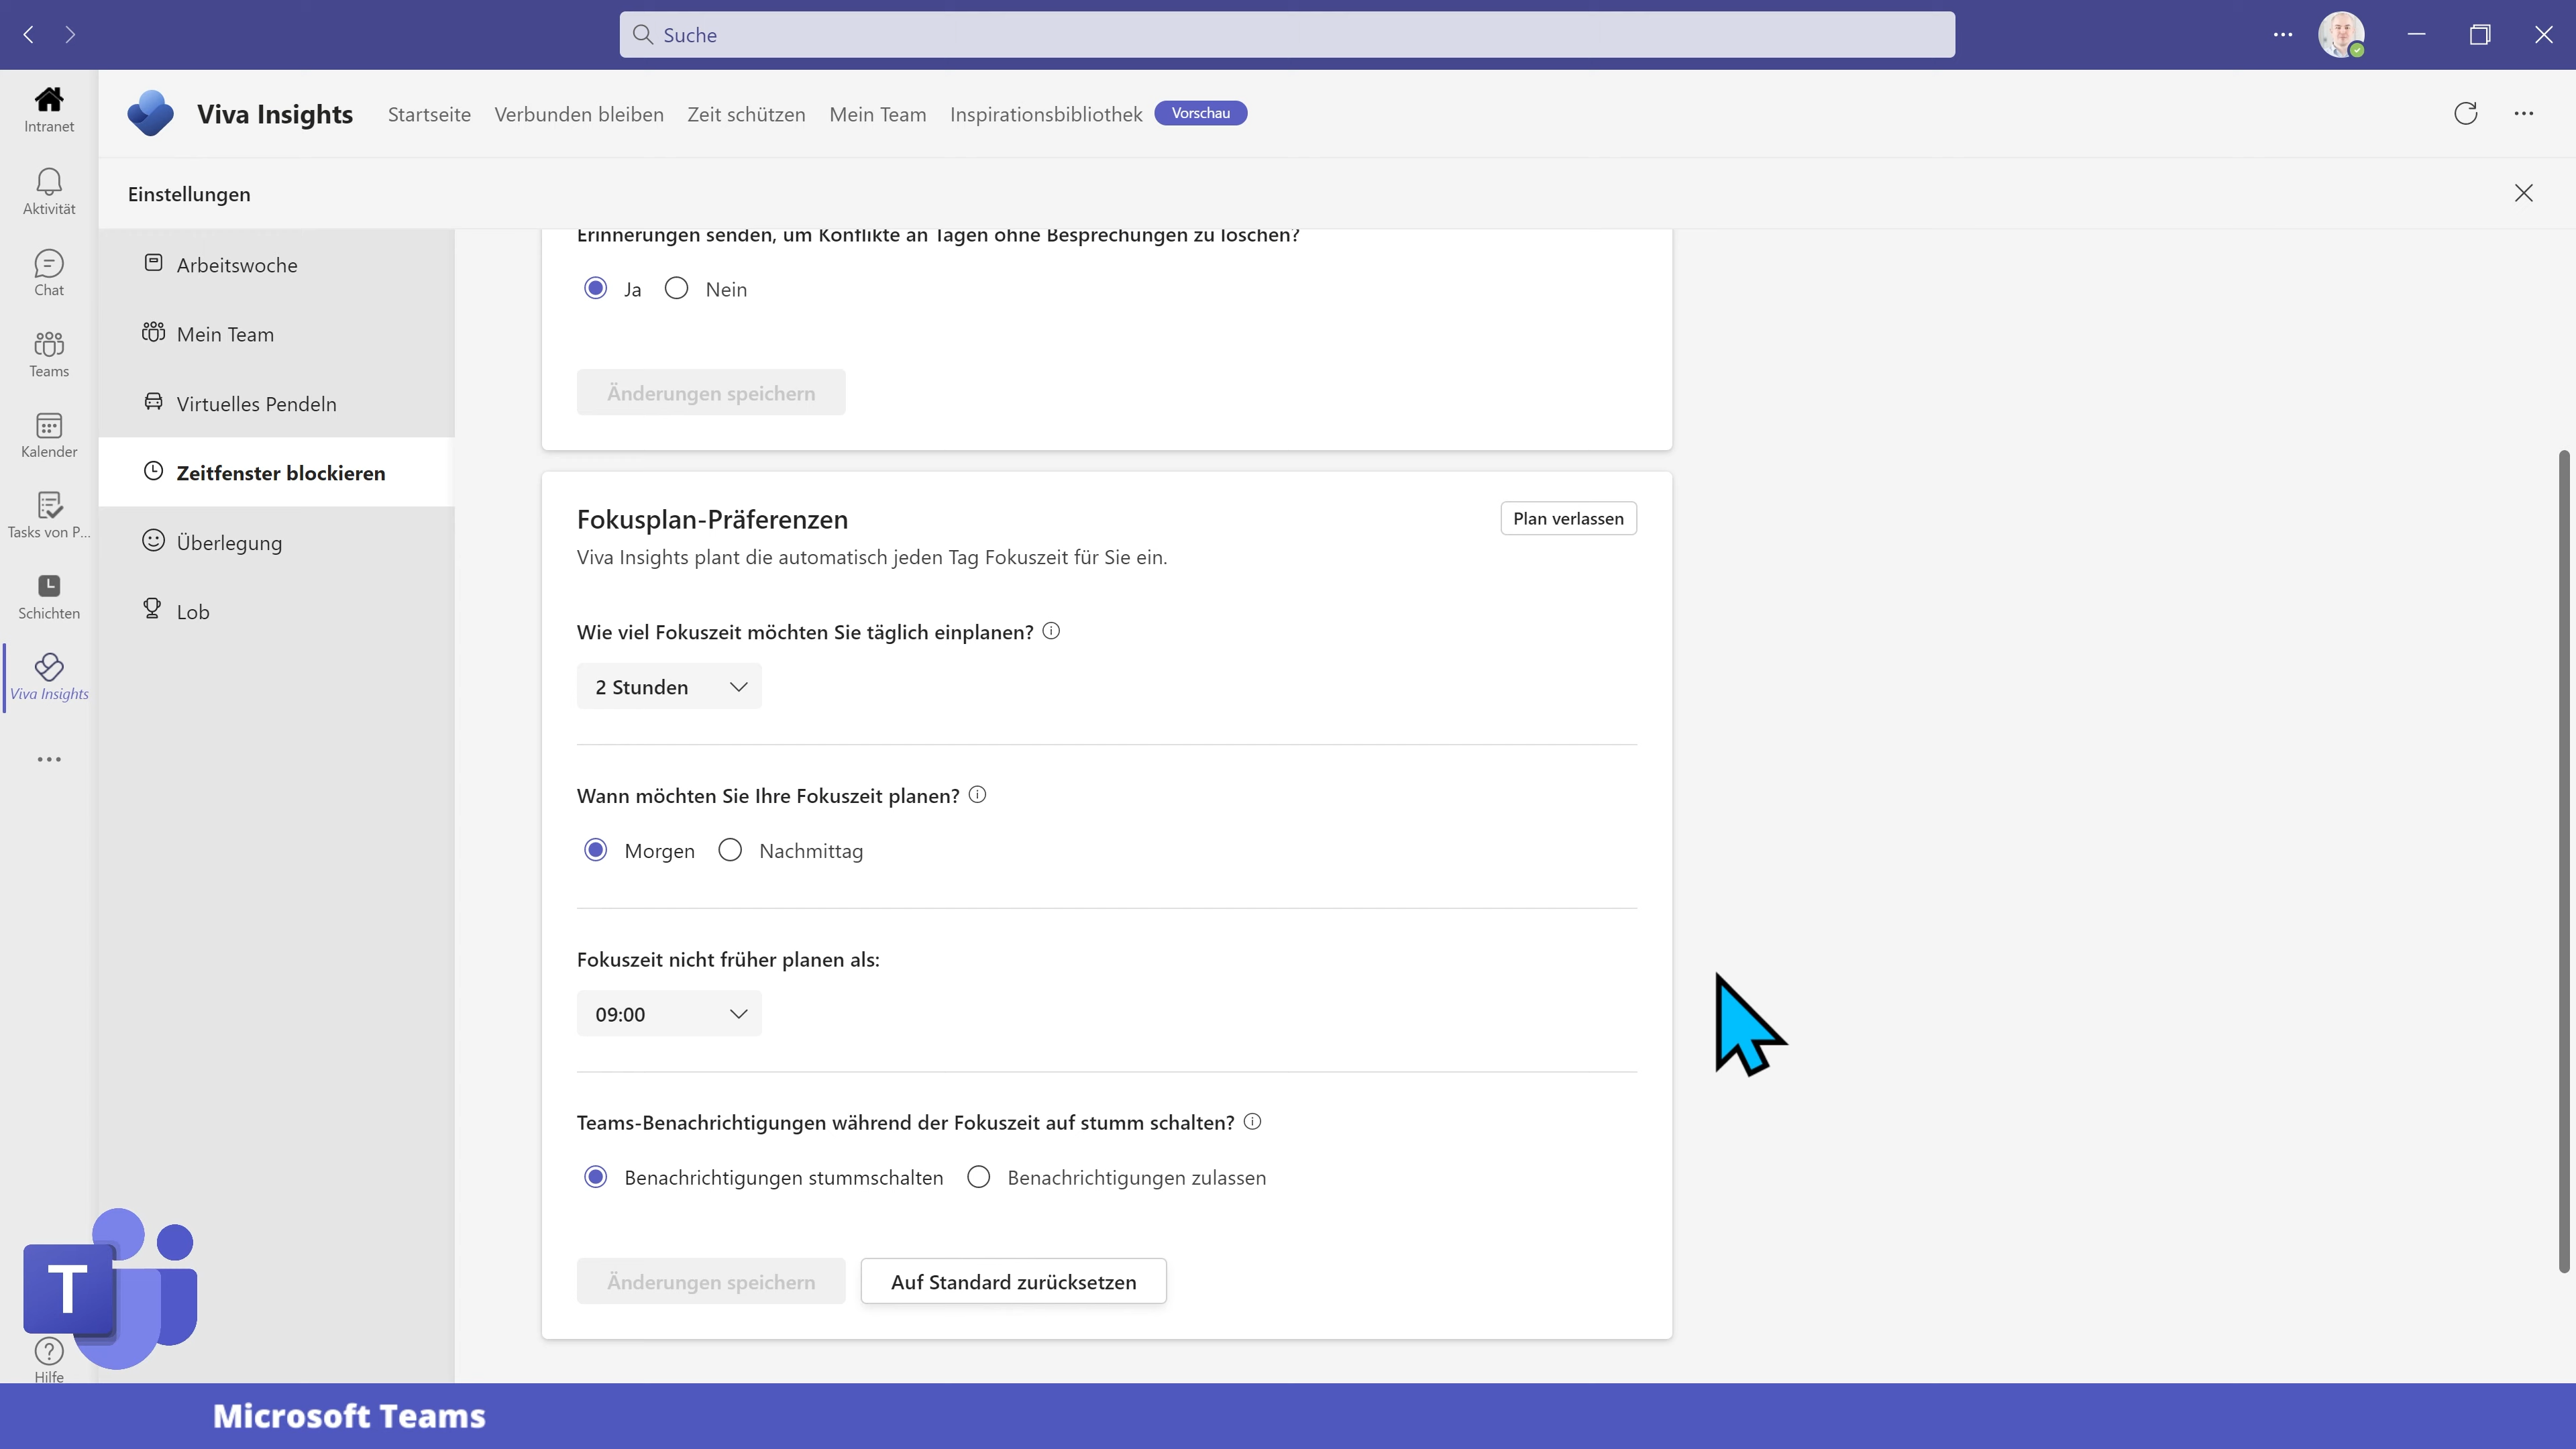 Suche
Viva Insights
Startseite
Verbunden bleiben
Zeit schützen
Mein Team
Inspirationsbibliothek
Vorschau
Intranet
Aktivität
Chat
Teams
Kalender
Tasks von P...
Schichten
Viva Insights
Hilfe
Einstellungen
Arbeitswoche
Mein Team
Virtuelles Pendeln
Zeitfenster blockieren
Überlegung
Lob
Erinnerungen senden, um Konflikte an Tagen ohne Besprechungen zu löschen?
Ja
Nein
Änderungen speichern
Fokusplan-Präferenzen
Plan verlassen
Viva Insights plant die automatisch jeden Tag Fokuszeit für Sie ein.
Wie viel Fokuszeit möchten Sie täglich einplanen?
2 Stunden
Wann möchten Sie Ihre Fokuszeit planen?
Morgen
Nachmittag
Fokuszeit nicht früher planen als:
09:00
Teams-Benachrichtigungen während der Fokuszeit auf stumm schalten?
Benachrichtigungen stummschalten
Benachrichtigungen zulassen
Änderungen speichern
Auf Standard zurücksetzen
T
Microsoft Teams